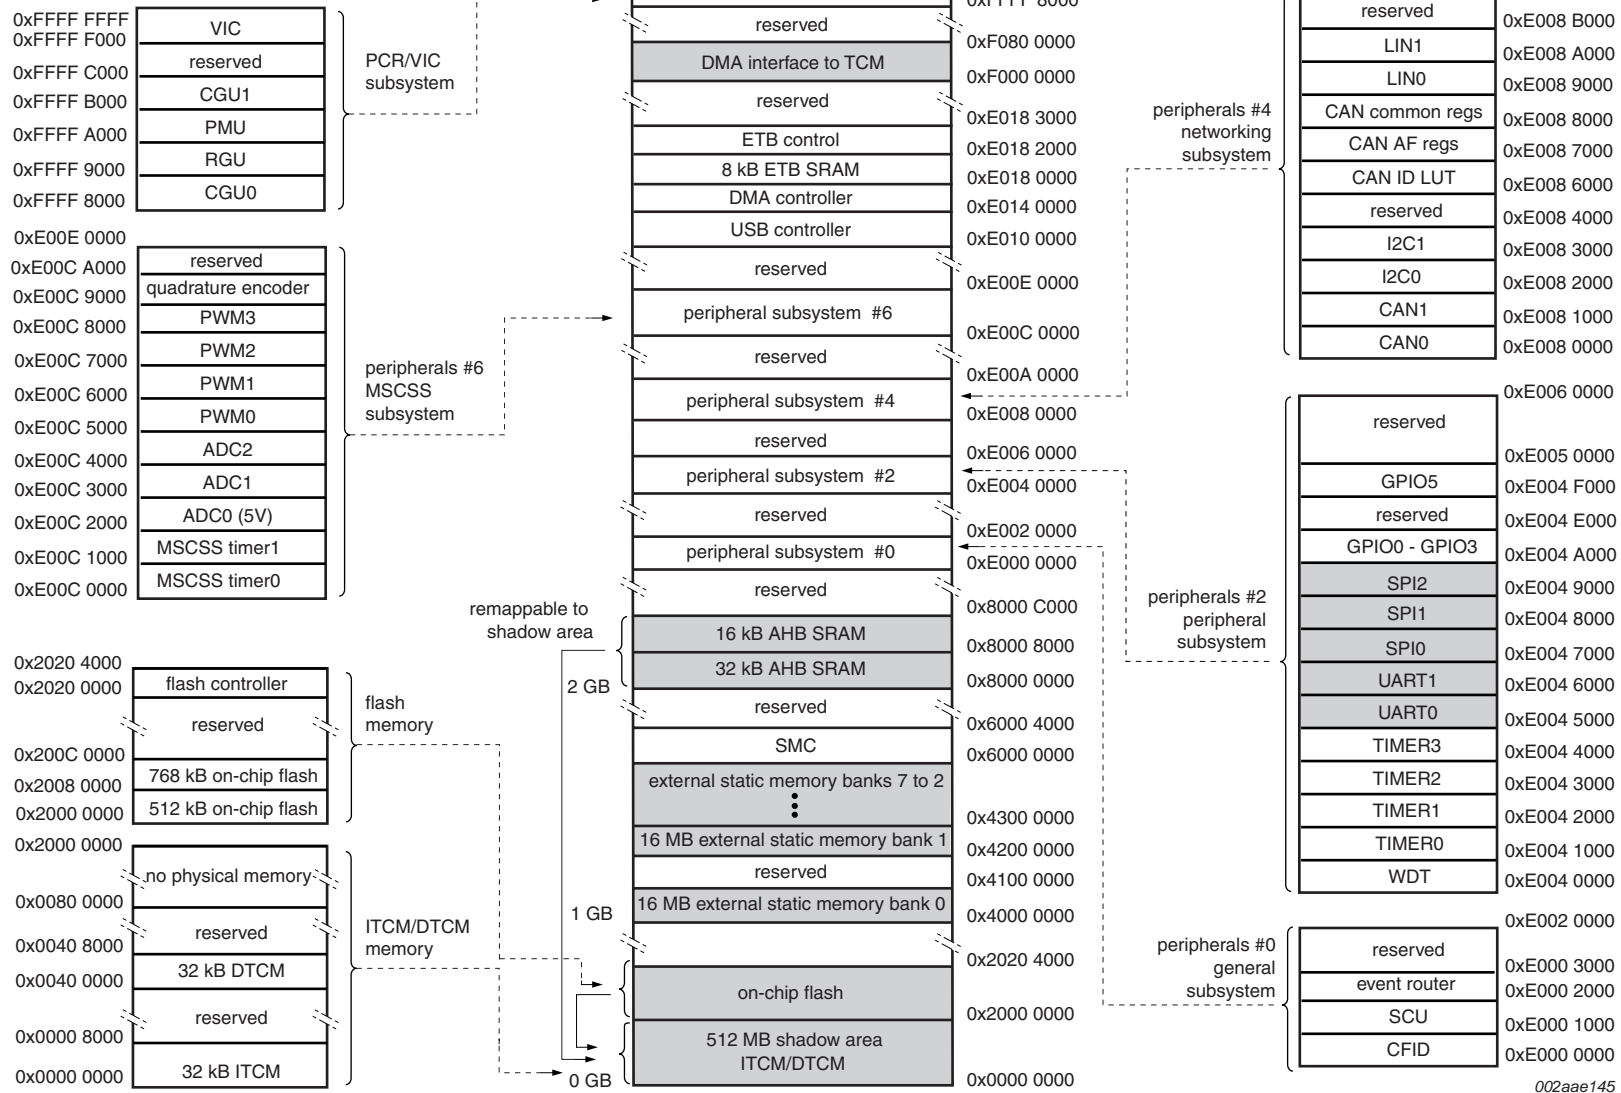 0xFFFF FFFF
VIC
0xFFFF F000
reserved
0xFFFF C000
CGU1
0xFFFF B000
PMU
0xFFFF A000
RGU
0xFFFF 9000
CGU0
0xFFFF 8000
PCR/VIC
subsystem
0xE00E 0000
reserved
0xE00C A000
quadrature encoder
0xE00C 9000
PWM3
0xE00C 8000
PWM2
0xE00C 7000
PWM1
0xE00C 6000
PWM0
0xE00C 5000
ADC2
0xE00C 4000
ADC1
0xE00C 3000
ADC0 (5V)
0xE00C 2000
MSCSS timer1
0xE00C 1000
MSCSS timer0
0xE00C 0000
peripherals #6
MSCSS
subsystem
0x2020 4000
flash controller
0x2020 0000
reserved
0x200C 0000
768 kB on-chip flash
0x2008 0000
512 kB on-chip flash
0x2000 0000
flash
memory
0x2000 0000
no physical memory
0x0080 0000
reserved
0x0040 8000
32 kB DTCM
0x0040 0000
reserved
0x0000 8000
32 kB ITCM
0x0000 0000
ITCM/DTCM
memory
remappable to
shadow area
2 GB
1 GB
0 GB
0xFFFF 8000
reserved
0xF080 0000
DMA interface to TCM
0xF000 0000
reserved
0xE018 3000
ETB control
0xE018 2000
8 kB ETB SRAM
0xE018 0000
DMA controller
0xE014 0000
USB controller
0xE010 0000
reserved
0xE00E 0000
peripheral subsystem #6
0xE00C 0000
reserved
0xE00A 0000
peripheral subsystem #4
0xE008 0000
reserved
0xE006 0000
peripheral subsystem #2
0xE004 0000
reserved
0xE002 0000
peripheral subsystem #0
0xE000 0000
reserved
0x8000 C000
16 kB AHB SRAM
0x8000 8000
32 kB AHB SRAM
0x8000 0000
reserved
0x6000 4000
SMC
0x6000 0000
external static memory banks 7 to 2
0x4300 0000
16 MB external static memory bank 1
0x4200 0000
reserved
0x4100 0000
16 MB external static memory bank 0
0x4000 0000
0x2020 4000
on-chip flash
0x2000 0000
512 MB shadow area
ITCM/DTCM
0x0000 0000
peripherals #4
networking
subsystem
reserved
0xE008 B000
LIN1
0xE008 A000
LIN0
0xE008 9000
CAN common regs
0xE008 8000
CAN AF regs
0xE008 7000
CAN ID LUT
0xE008 6000
reserved
0xE008 4000
I2C1
0xE008 3000
I2C0
0xE008 2000
CAN1
0xE008 1000
CAN0
0xE008 0000
peripherals #2
peripheral
subsystem
0xE006 0000
reserved
0xE005 0000
GPIO5
0xE004 F000
reserved
0xE004 E000
GPIO0 - GPIO3
0xE004 A000
SPI2
0xE004 9000
SPI1
0xE004 8000
SPI0
0xE004 7000
UART1
0xE004 6000
UART0
0xE004 5000
TIMER3
0xE004 4000
TIMER2
0xE004 3000
TIMER1
0xE004 2000
TIMER0
0xE004 1000
WDT
0xE004 0000
peripherals #0
general
subsystem
0xE002 0000
reserved
0xE000 3000
event router
0xE000 2000
SCU
0xE000 1000
CFID
0xE000 0000
002aae145